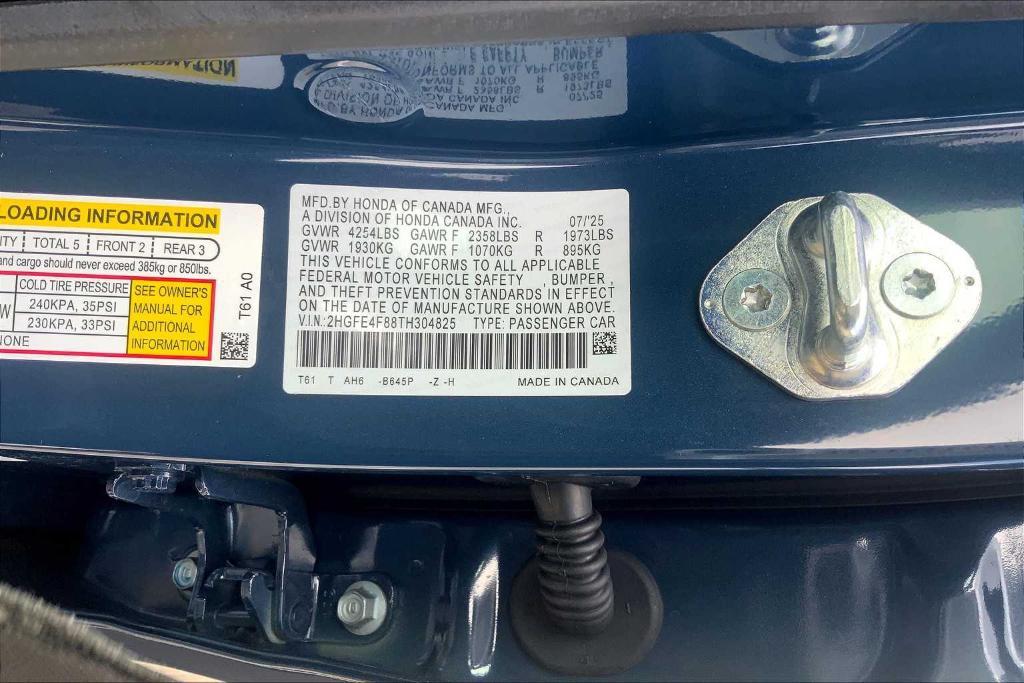 LOADING INFORMATION
ITY TOTAL 5 FRONT 2 REAR 3
and cargo should never exceed 385kg or 850lbs.
COLD TIRE PRESSURE
W 240KPA, 35PSI
230KPA, 33PSI
NONE
SEE OWNER'S
MANUAL FOR
ADDITIONAL
INFORMATION
T61 A0
MFD.BY HONDA OF CANADA MFG.,
A DIVISION OF HONDA CANADA INC. 07/'25
GVWR 4254LBS GAWR F 2358LBS R 1973LBS
GVWR 1930KG GAWR F 1070KG R 895KG
THIS VEHICLE CONFORMS TO ALL APPLICABLE
FEDERAL MOTOR VEHICLE SAFETY , BUMPER ,
AND THEFT PREVENTION STANDARDS IN EFFECT
ON THE DATE OF MANUFACTURE SHOWN ABOVE.
V.I.N.:2HGFE4F88TH304825 TYPE: PASSENGER CAR
T61 T AH6 -B645P -Z -H MADE IN CANADA